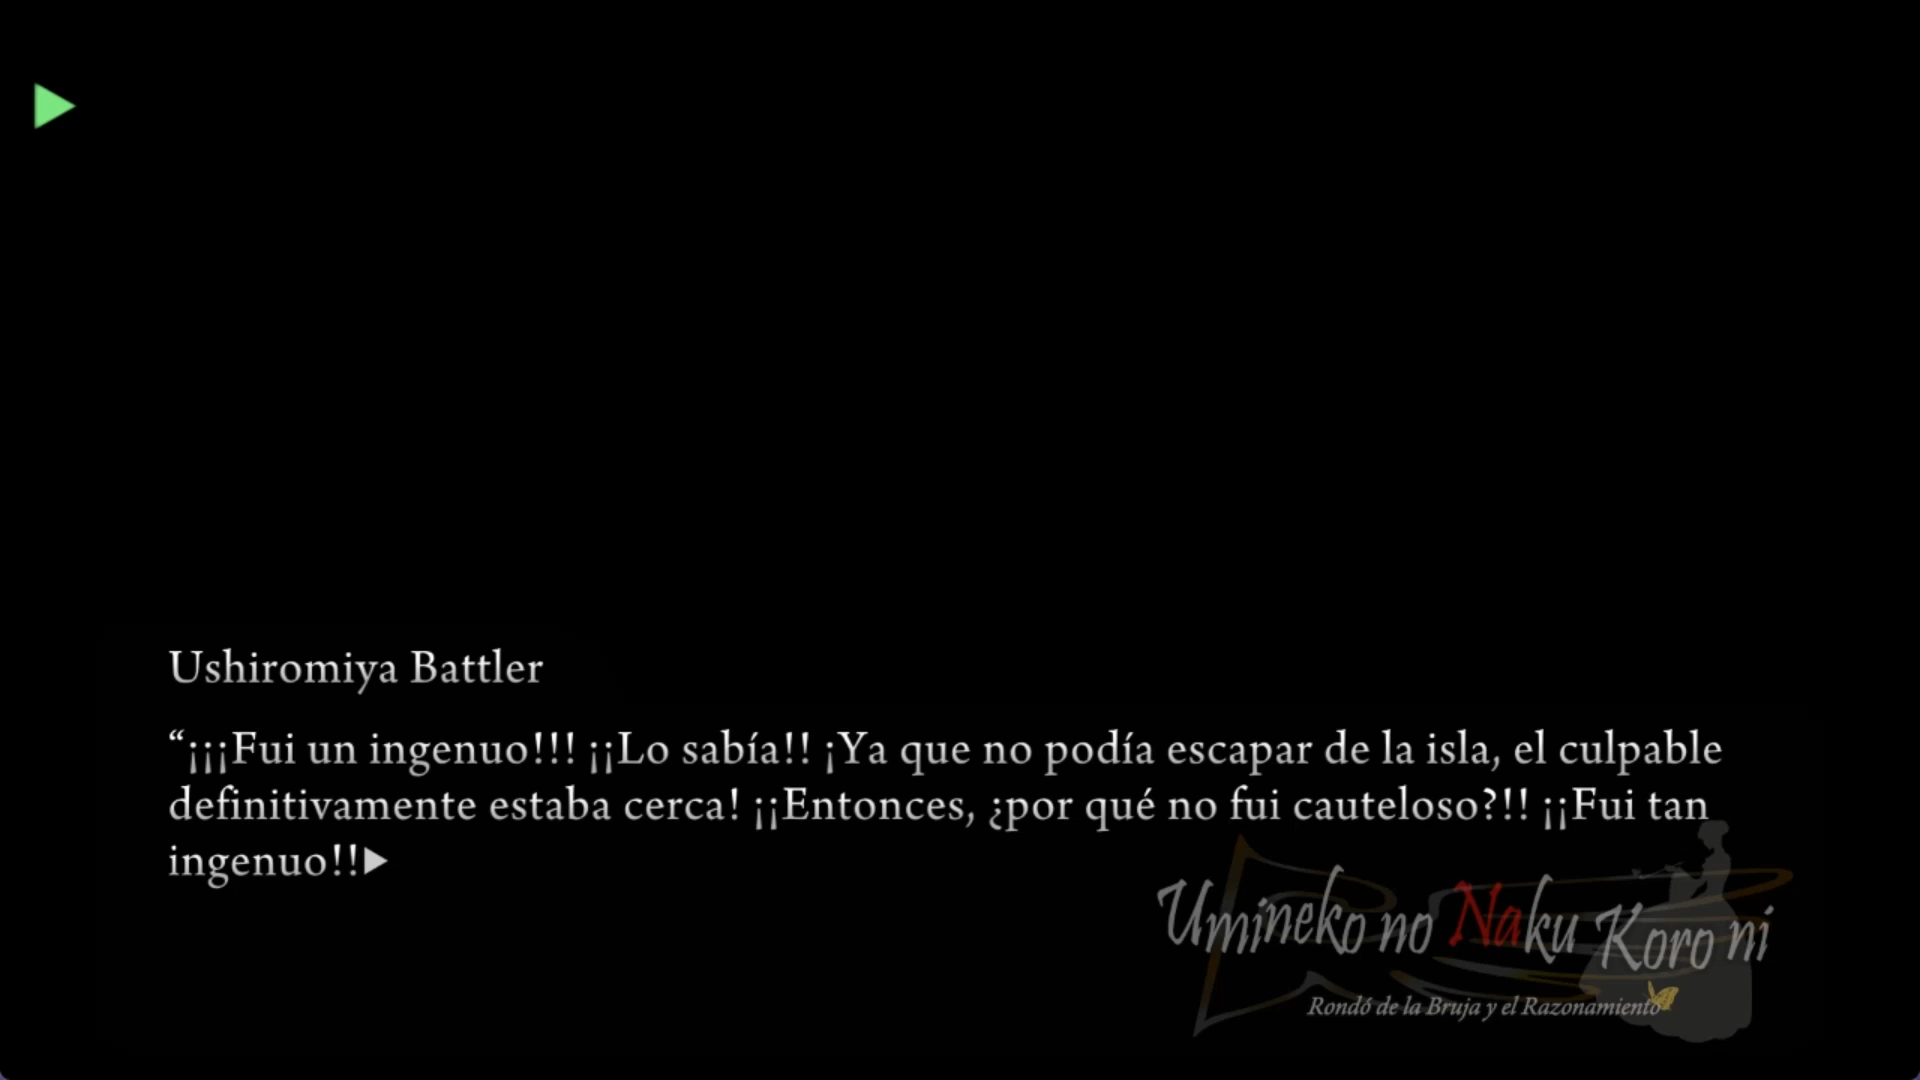 Ushiromiya Battler
“¡¡¡Fui un ingenuo!!! ¡¡Lo sabía!! ¡Ya que no podía escapar de la isla, el culpable
definitivamente estaba cerca! ¡¡Entonces, ¿por qué no fui cauteloso?!! ¡¡Fui tan
ingenuo!!
Umineko no Naku Koro ni
Rondó de la Bruja y el Razonamiento